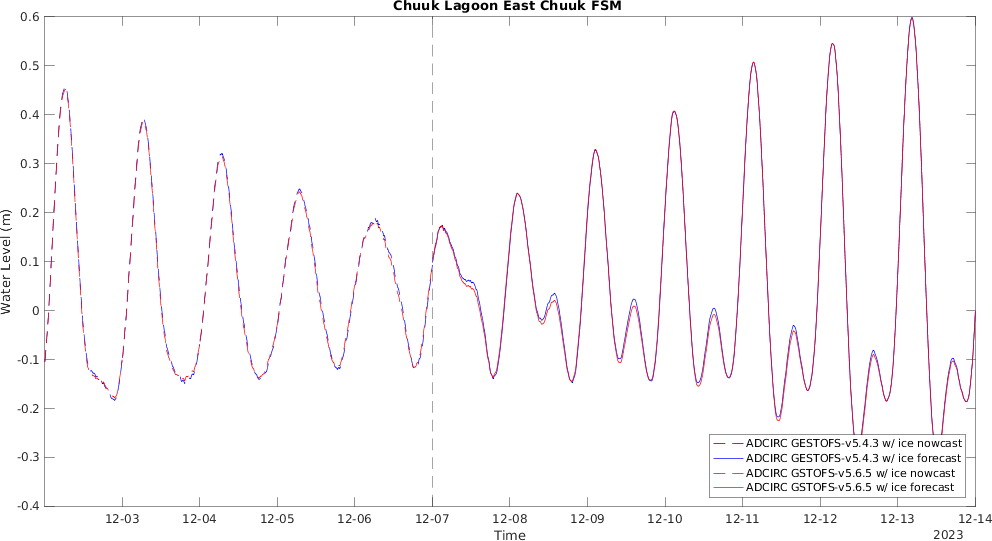 Chuuk Lagoon East Chuuk FSM
0.6
0.5
0.4
0.3
0.2
0.1
0
-0.1
-0.2
-0.3
-0.4
Water Level (m)
ADCIRC GESTOFS-v5.4.3 w/ ice nowcast
ADCIRC GESTOFS-v5.4.3 w/ ice forecast
ADCIRC GSTOFS-v5.6.5 w/ ice nowcast
ADCIRC GSTOFS-v5.6.5 w/ ice forecast
12-03 12-04 12-05 12-06 12-07 12-08 12-09 12-10 12-11 12-12 12-13 12-14
Time
2023